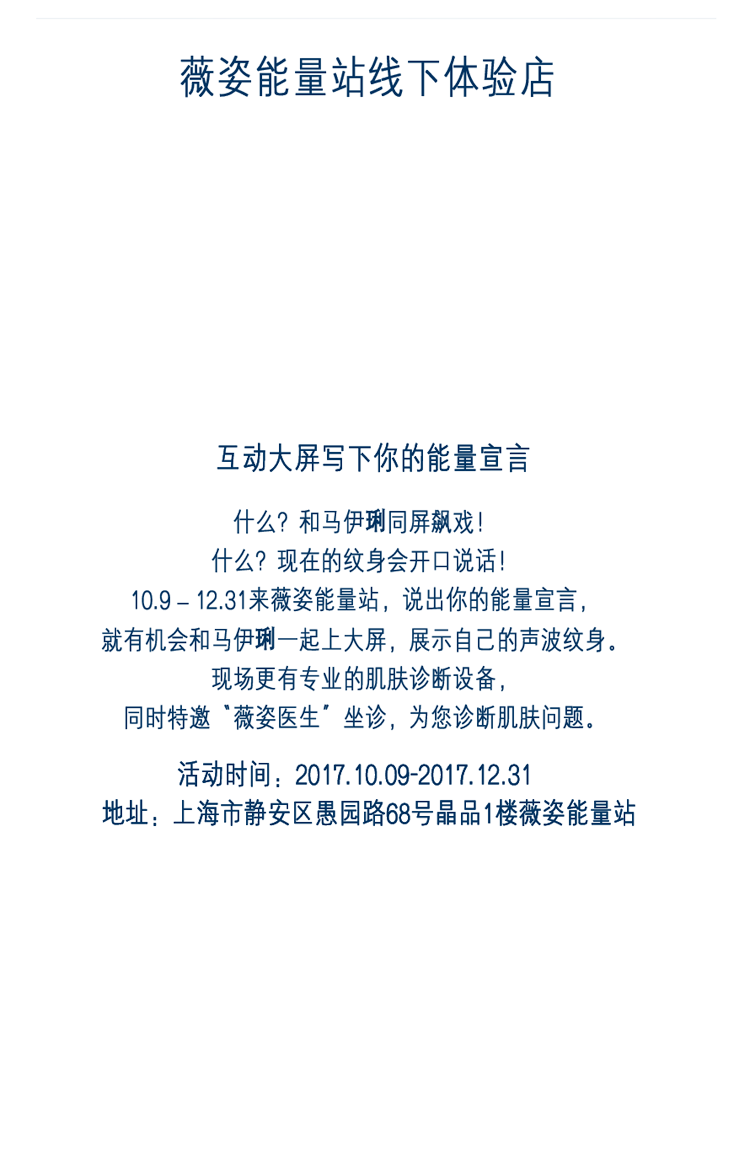 薇姿能量站线下体验店
互动大屏写下你的能量宣言
什么？和马伊琍同屏飙戏！
什么？现在的纹身会开口说话！
10.9 – 12.31来薇姿能量站，说出你的能量宣言，
就有机会和马伊琍一起上大屏，展示自己的声波纹身。
现场更有专业的肌肤诊断设备，
同时特邀“薇姿医生”坐诊，为您诊断肌肤问题。
活动时间：2017.10.09-2017.12.31
地址：上海市静安区愚园路68号晶品1楼薇姿能量站